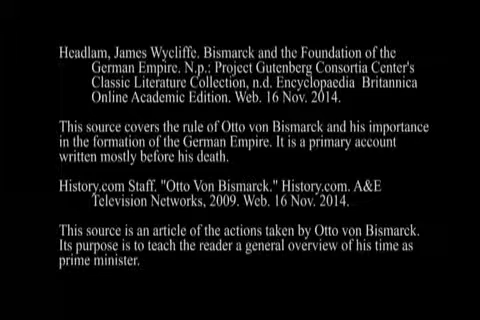 Headlam, James Wycliffe. Bismarck and the Foundation of the
German Empire. N.p.: Project Gutenberg Consortia Center's
Classic Literature Collection, n.d. Encyclopaedia Britannica
Online Academic Edition. Web. 16 Nov. 2014.
This source covers the rule of Otto von Bismarck and his importance
in the formation of the German Empire. It is a primary account
written mostly before his death.
History.com Staff. "Otto Von Bismarck." History.com. A&E
Television Networks, 2009. Web. 16 Nov. 2014.
This source is an article of the actions taken by Otto von Bismarck.
Its purpose is to teach the reader a general overview of his time as
prime minister.